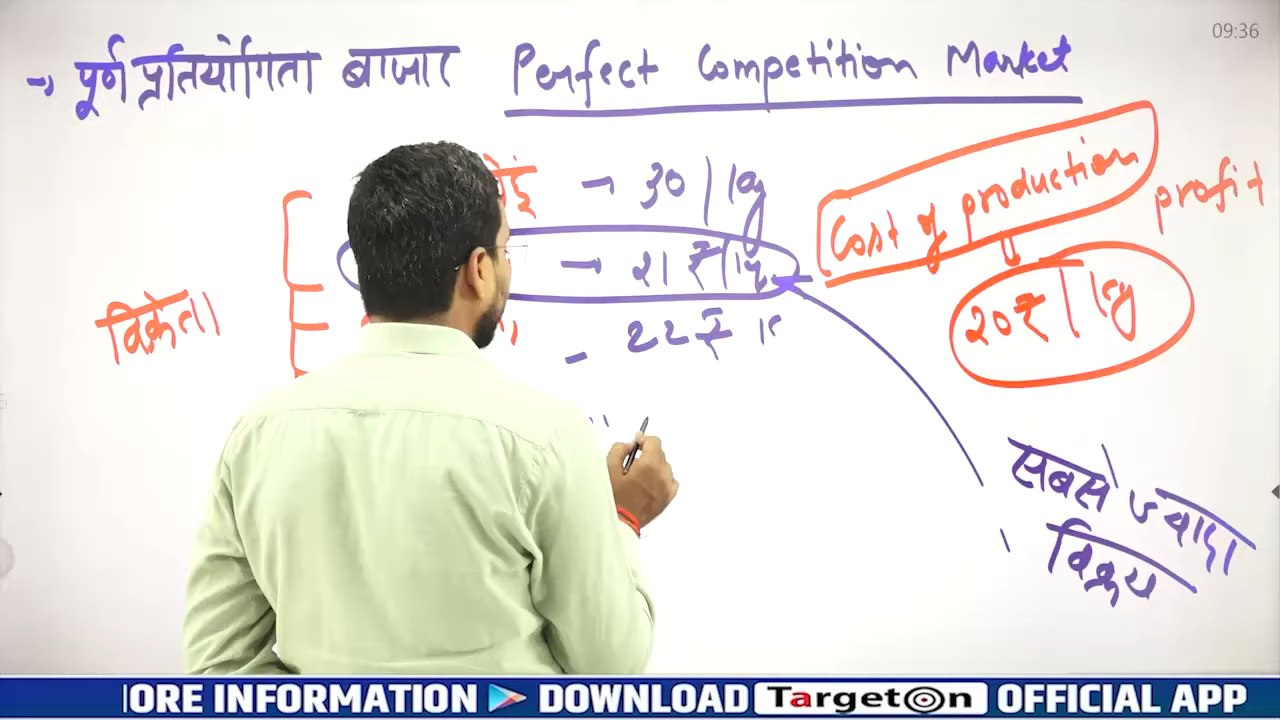 09:36
→ पूर्ण प्रतियोगिता बाजार Perfect Competition Market
→ 30 / kg
Cost of production
profit
→ 21 ₹ / kg
20₹ / kg
विक्रेता
- 22 ₹
सबसे ज्यादा
विक्रय
ORE INFORMATION DOWNLOAD TargetOn OFFICIAL APP